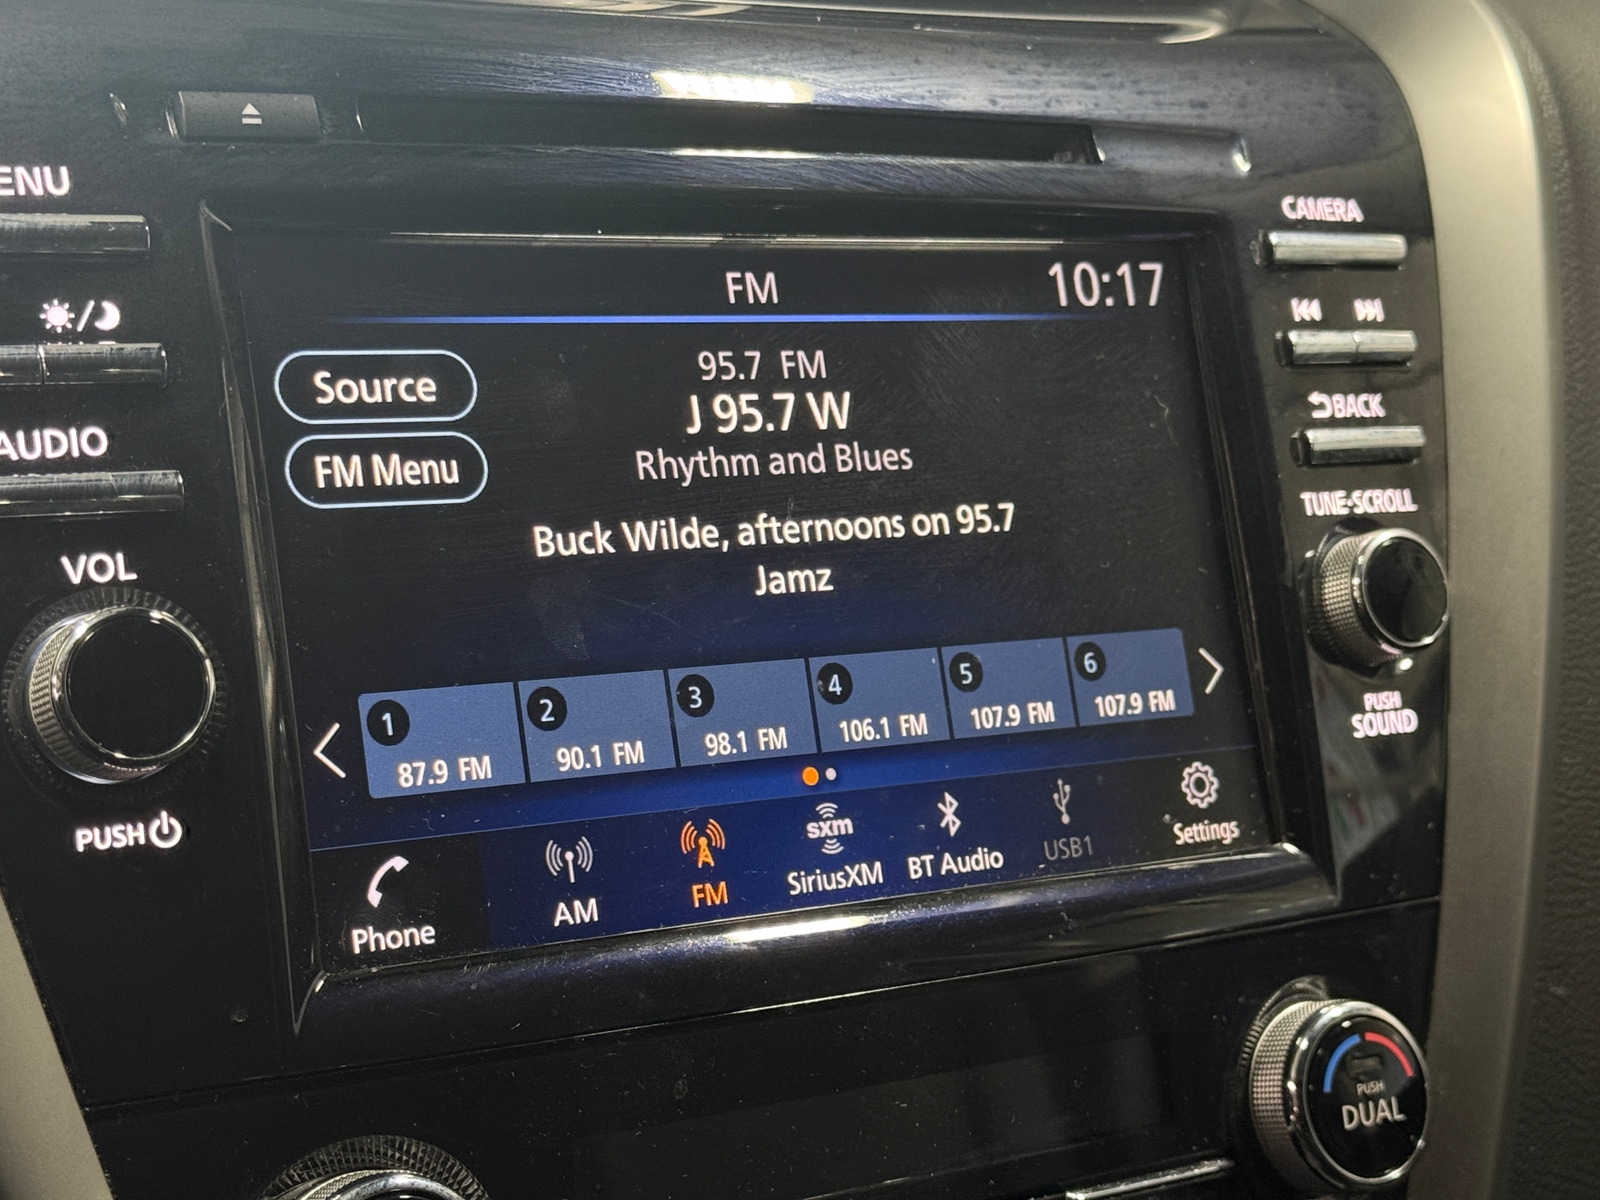 ENU
AUDIO
VOL
PUSH
FM
10:17
Source
FM Menu
95.7 FM
J 95.7 W
Rhythm and Blues
Buck Wilde, afternoons on 95.7
Jamz
1
87.9 FM
2
90.1 FM
3
98.1 FM
4
106.1 FM
5
107.9 FM
6
107.9 FM
Phone
AM
FM
sxm
SiriusXM
BT Audio
USB1
Settings
CAMERA
BACK
TUNE·SCROLL
PUSH
SOUND
PUSH
DUAL